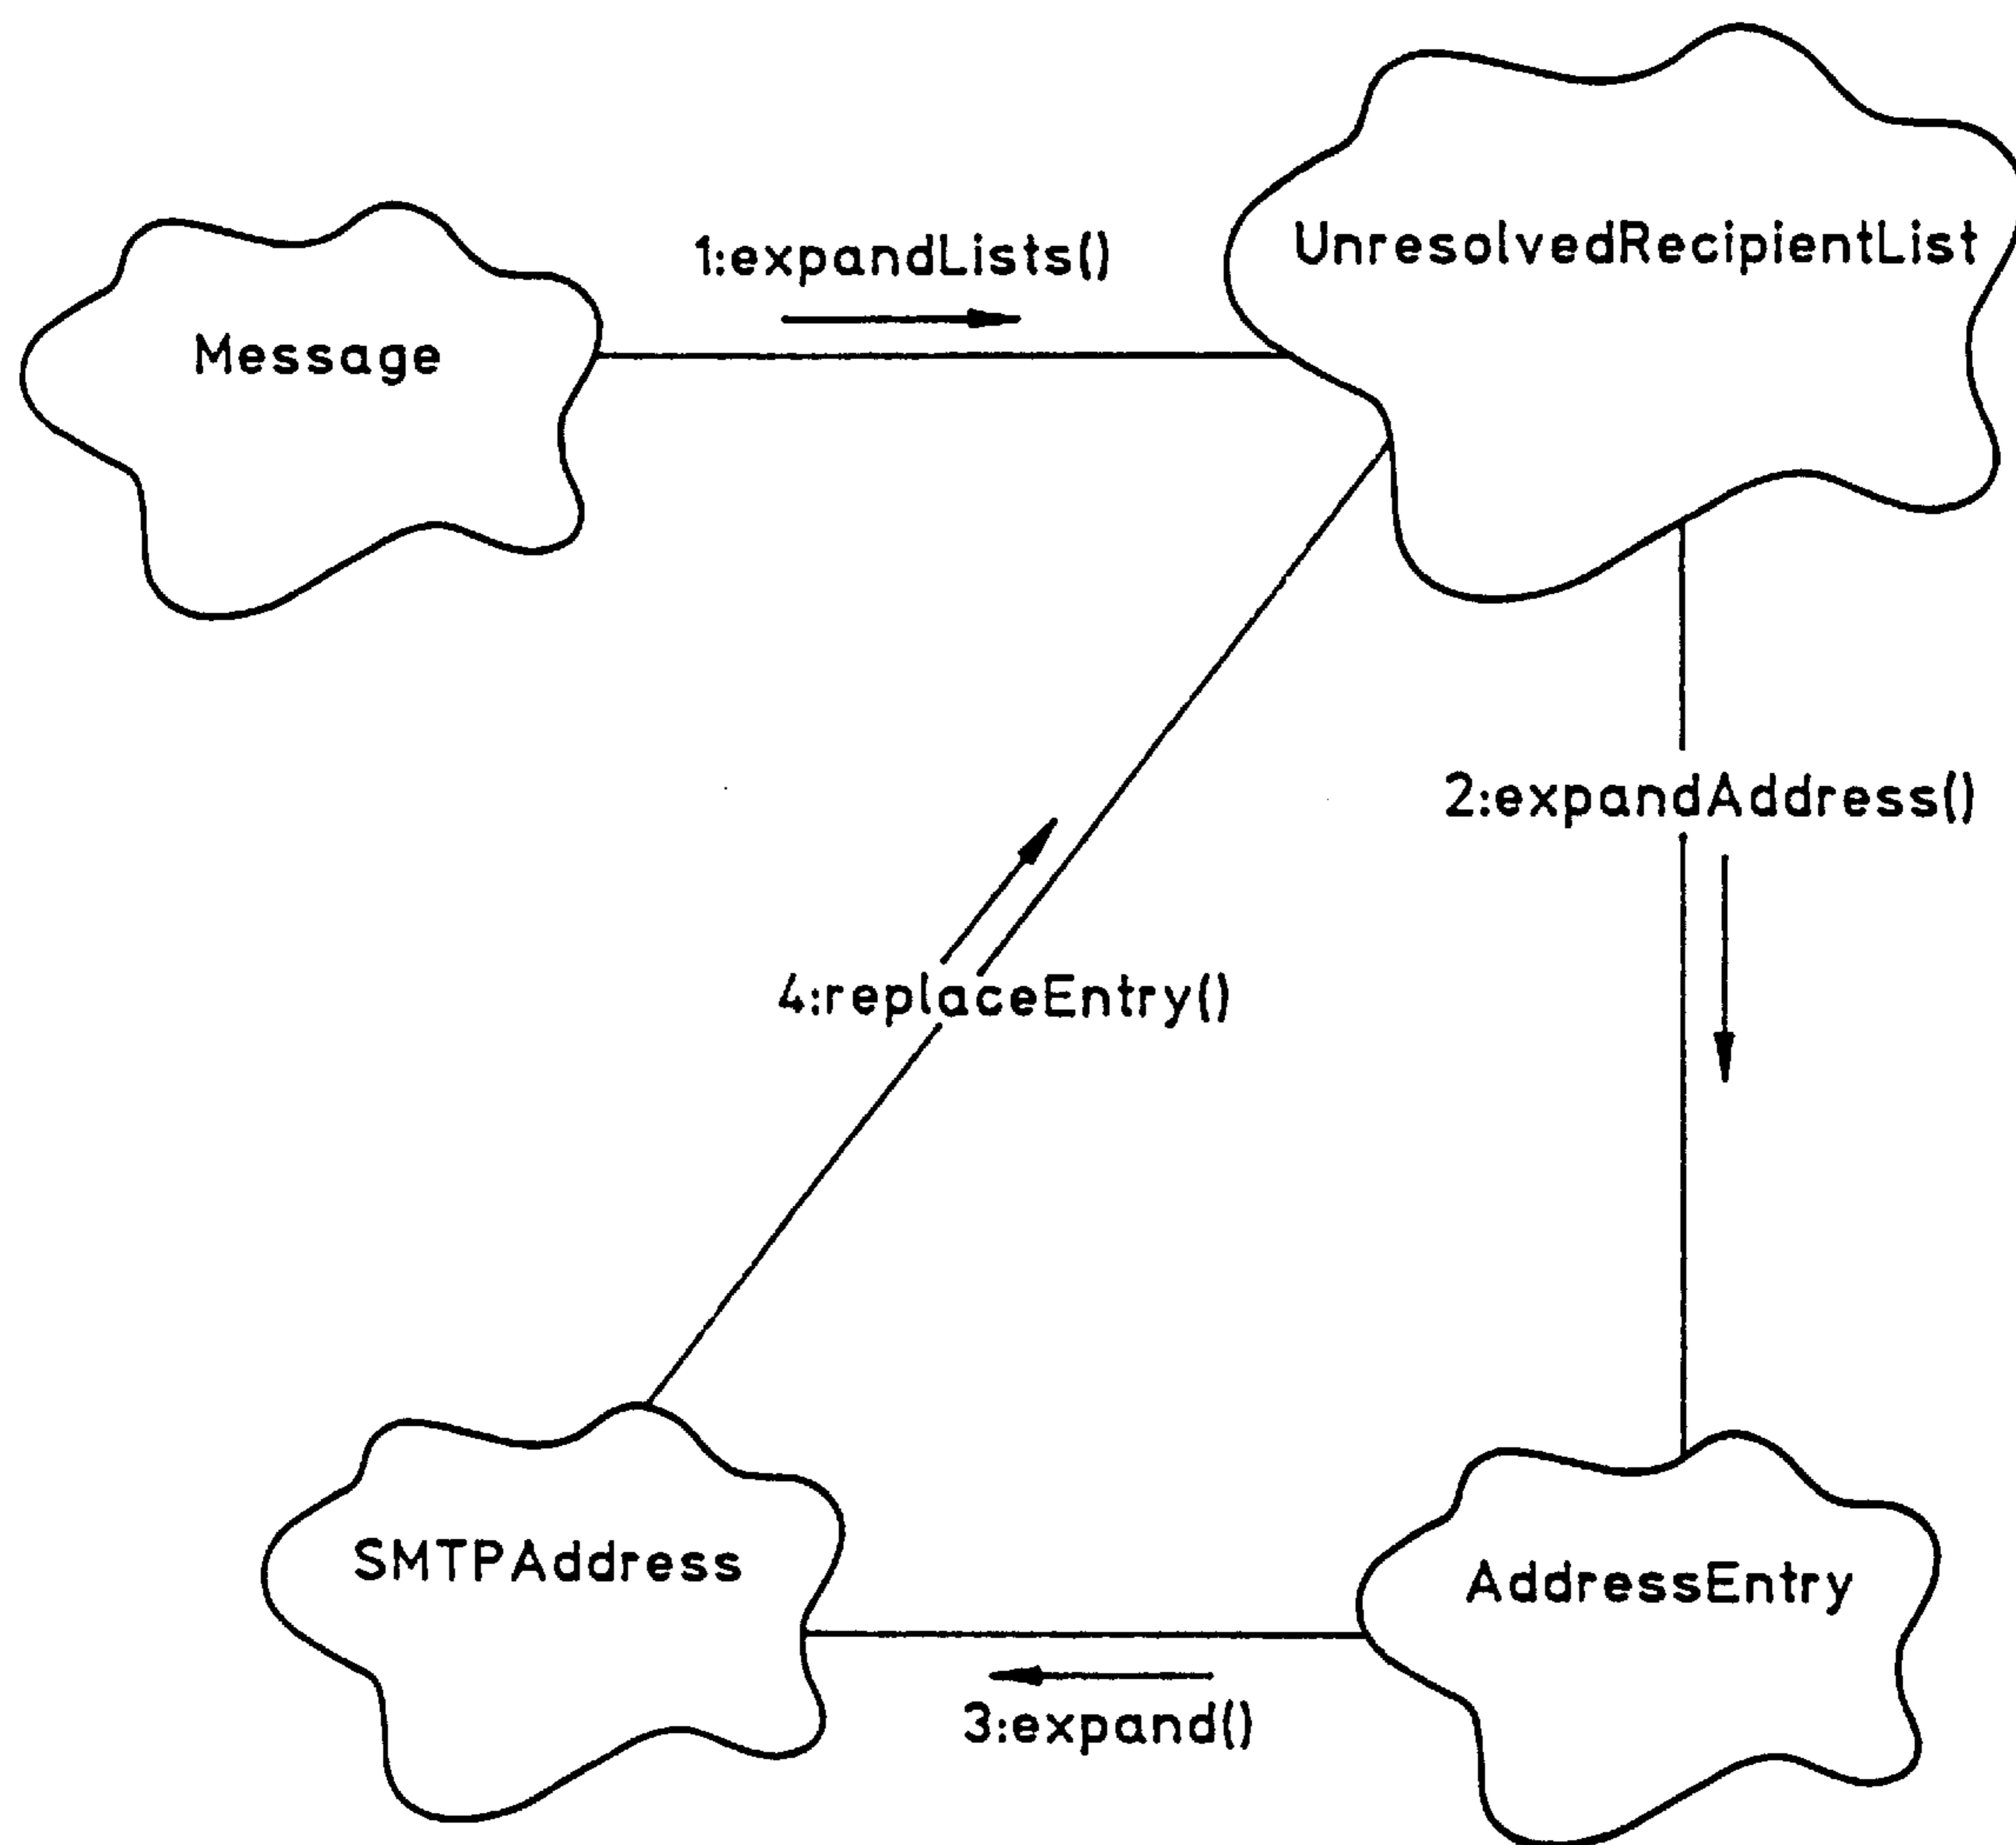 1:expandLists()
UnresolvedRecipientList
Message
2:expandAddress()
4:replaceEntry()
SMTPAddress
AddressEntry
3:expand()